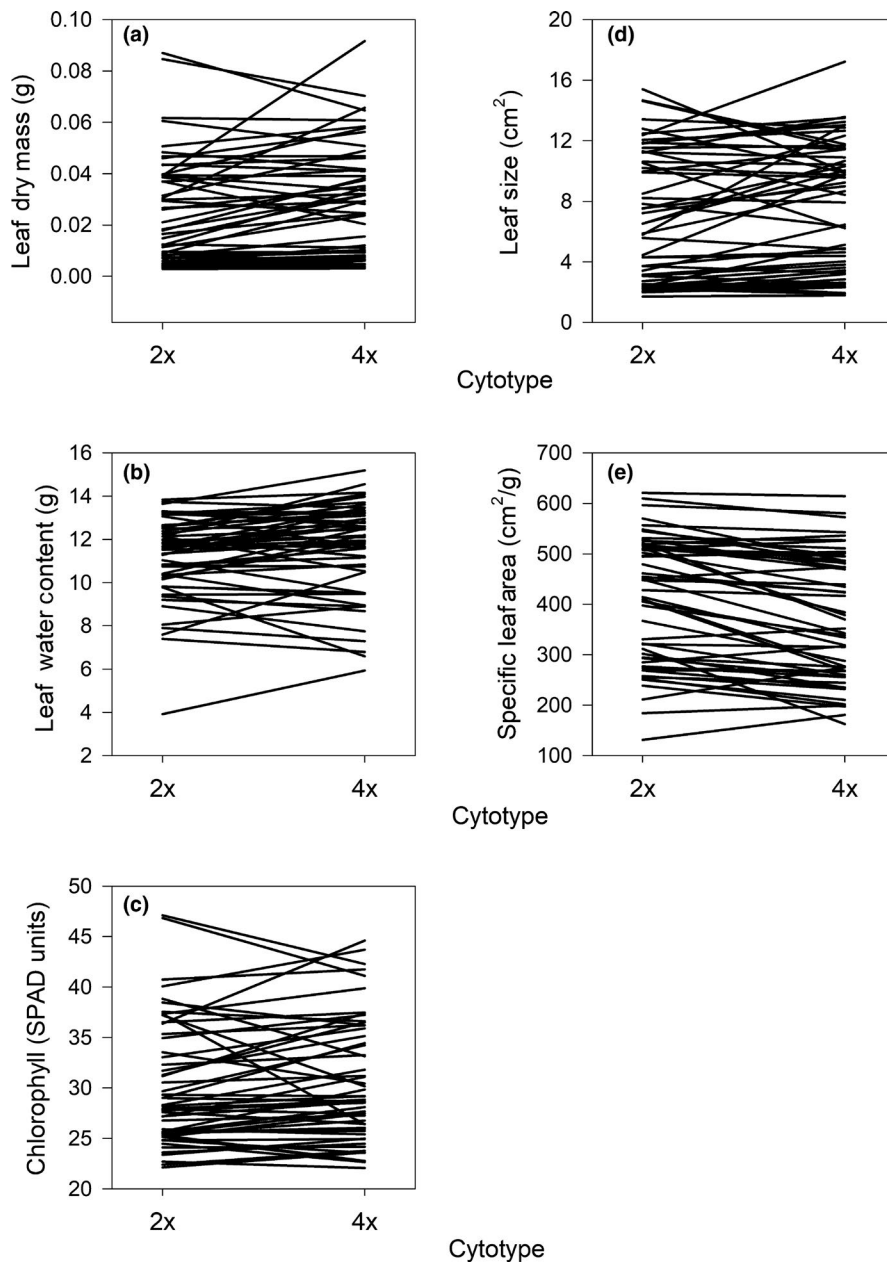 (a)
Leaf dry mass (g)
0.10
0.08
0.06
0.04
0.02
0.00
2x
4x
(d)
Leaf size (cm²)
20
16
12
8
4
0
2x
4x
Cytotype
(b)
Leaf water content (g)
16
14
12
10
8
6
4
2
2x
4x
(e)
Specific leaf area (cm²/g)
700
600
500
400
300
200
100
2x
4x
Cytotype
(c)
Chlorophyll (SPAD units)
50
45
40
35
30
25
20
2x
4x
Cytotype